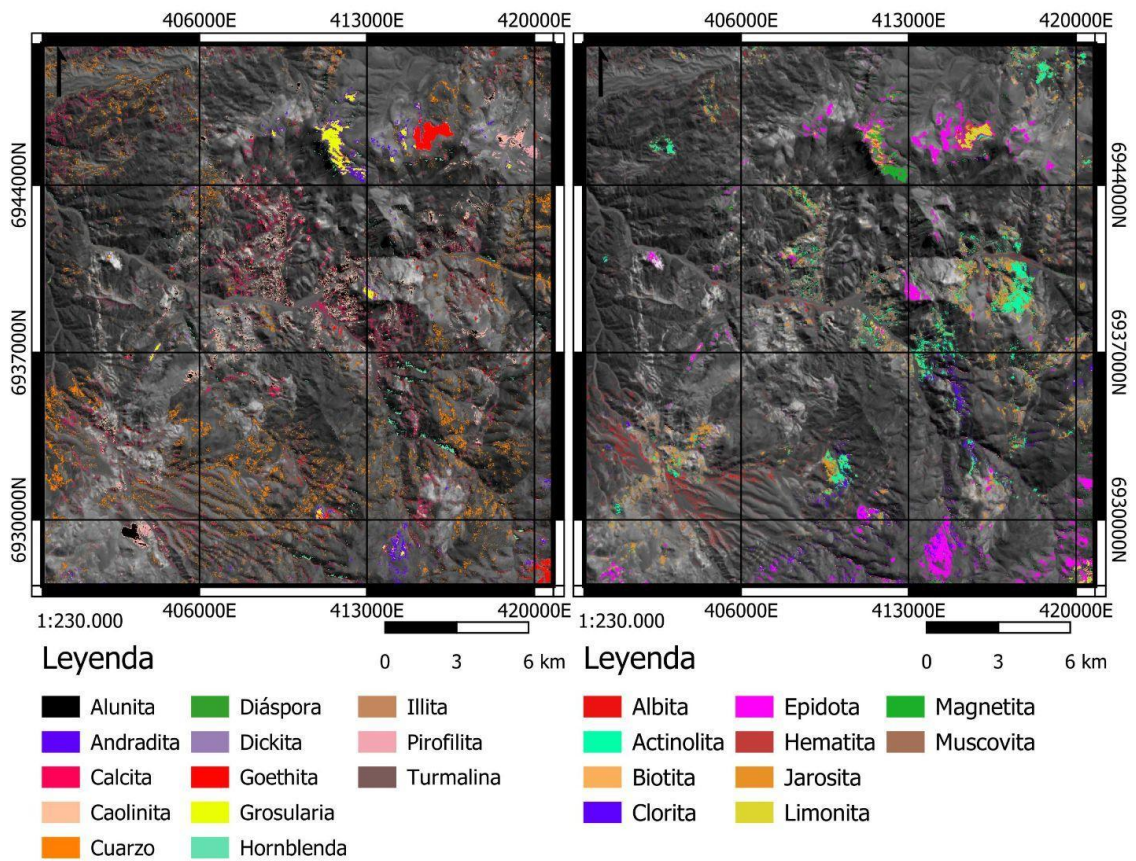 406000E 413000E 420000E 406000E 413000E 420000E
6944000N 6944000N
6937000N 6937000N
6930000N 6930000N
406000E 413000E 420000E 406000E 413000E 420000E
1:230.000 1:230.000
Leyenda 0 3 6 km Leyenda 0 3 6 km
Alunita Diáspora Illita Albita Epidota Magnetita
Andradita Dickita Pirofilita Actinolita Hematita Muscovita
Calcita Goethita Turmalina Biotita Jarosita
Caolinita Grosularia Clorita Limonita
Cuarzo Hornblenda